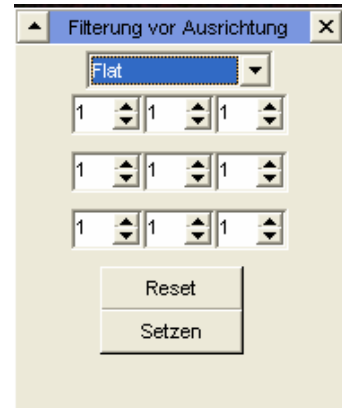 Filterung vor Ausrichtung
Flat
1 1 1
1 1 1
1 1 1
Reset
Setzen